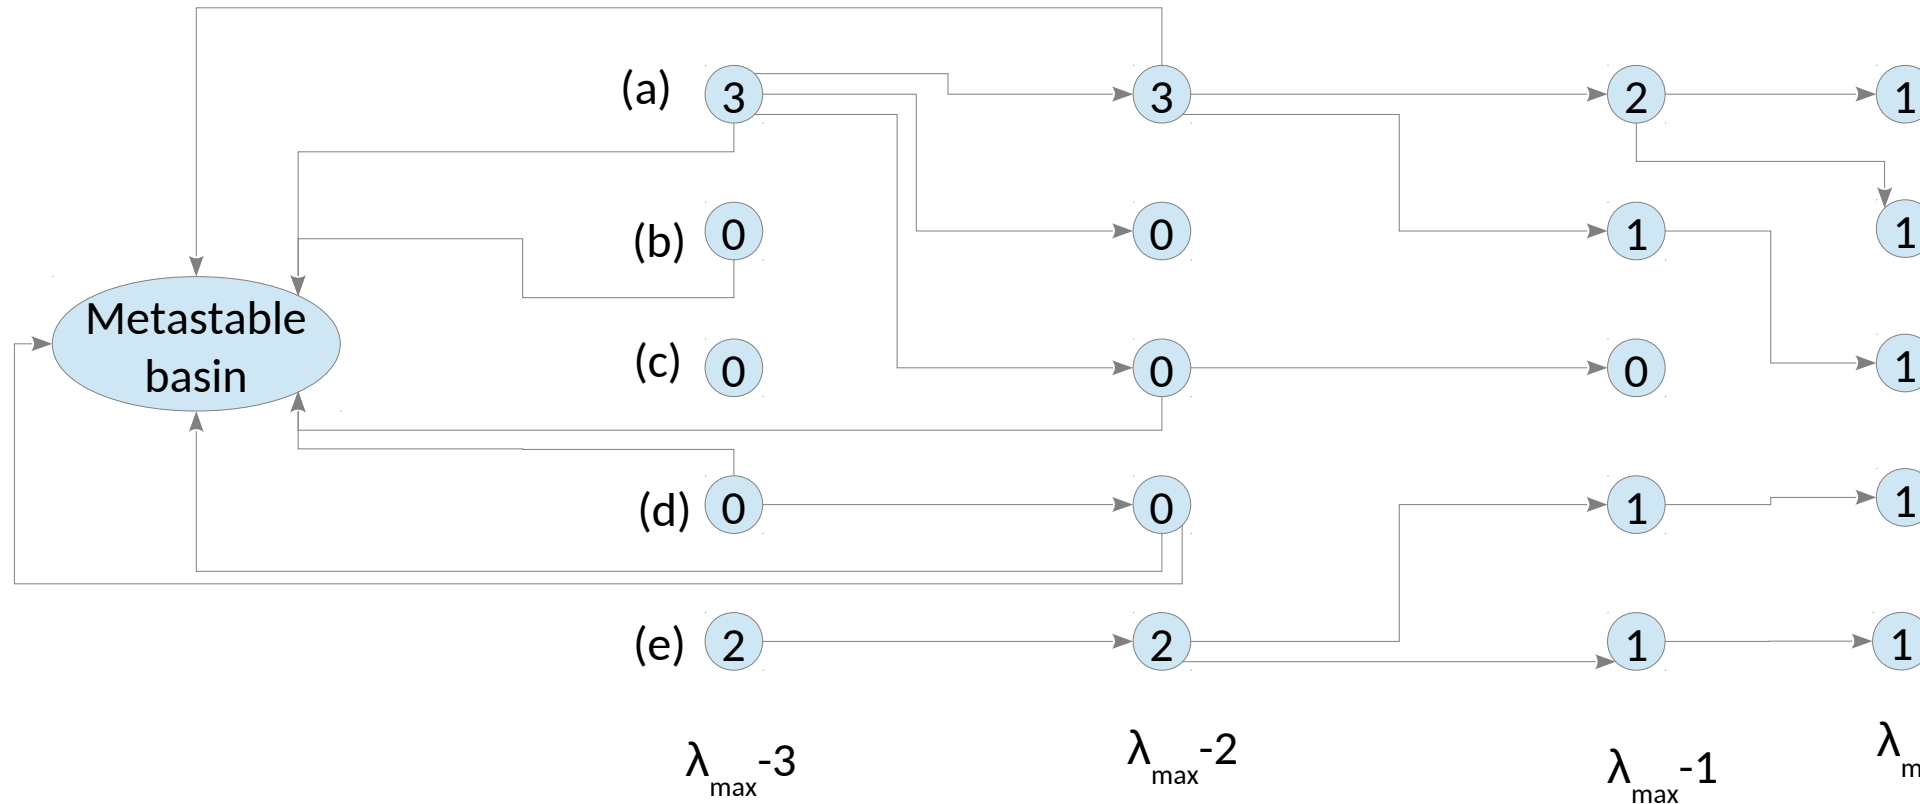 (a) 3 3 2 1
(b) 0 0 1 1
Metastable
basin
(c) 0 0 0 1
(d) 0 0 1 1
(e) 2 2 1 1
λmax-3 λmax-2 λmax-1 λm